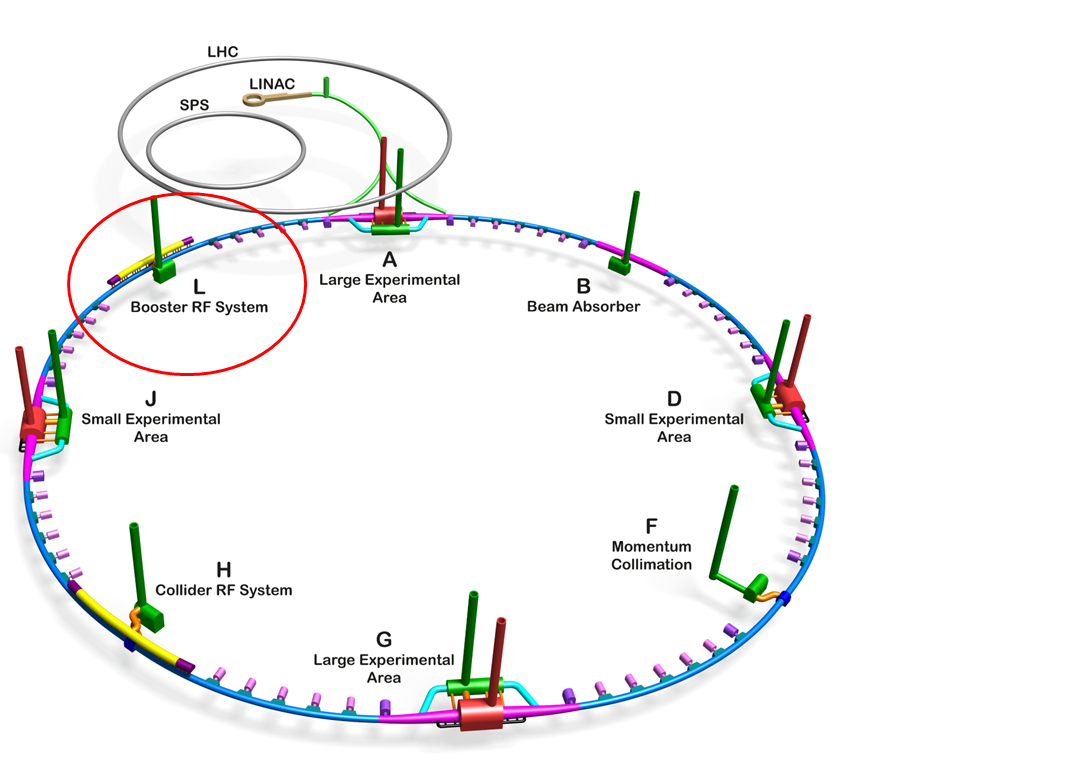 LHC
LINAC
SPS
A
Large Experimental
Area
L
Booster RF System
B
Beam Absorber
J
Small Experimental
Area
D
Small Experimental
Area
F
Momentum
Collimation
H
Collider RF System
G
Large Experimental
Area